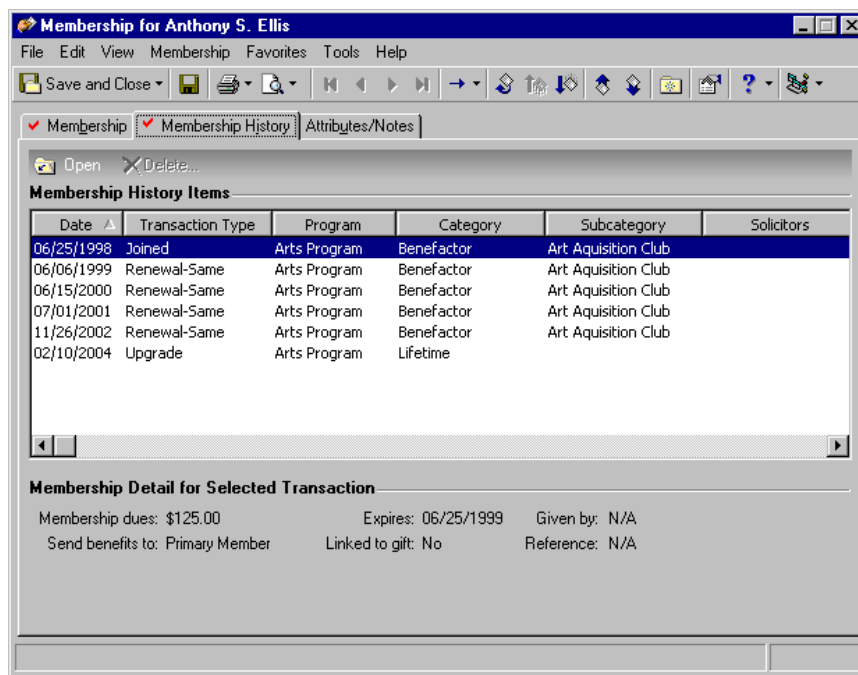 Membership for Anthony S. Ellis
File Edit View Membership Favorites Tools Help
Save and Close
Membership Membership History Attributes/Notes
Open Delete...
Membership History Items
Date Transaction Type Program Category Subcategory Solicitors
06/25/1998 Joined Arts Program Benefactor Art Aquisition Club
06/06/1999 Renewal-Same Arts Program Benefactor Art Aquisition Club
06/15/2000 Renewal-Same Arts Program Benefactor Art Aquisition Club
07/01/2001 Renewal-Same Arts Program Benefactor Art Aquisition Club
11/26/2002 Renewal-Same Arts Program Benefactor Art Aquisition Club
02/10/2004 Upgrade Arts Program Lifetime
Membership Detail for Selected Transaction
Membership dues: $125.00 Expires: 06/25/1999 Given by: N/A
Send benefits to: Primary Member Linked to gift: No Reference: N/A